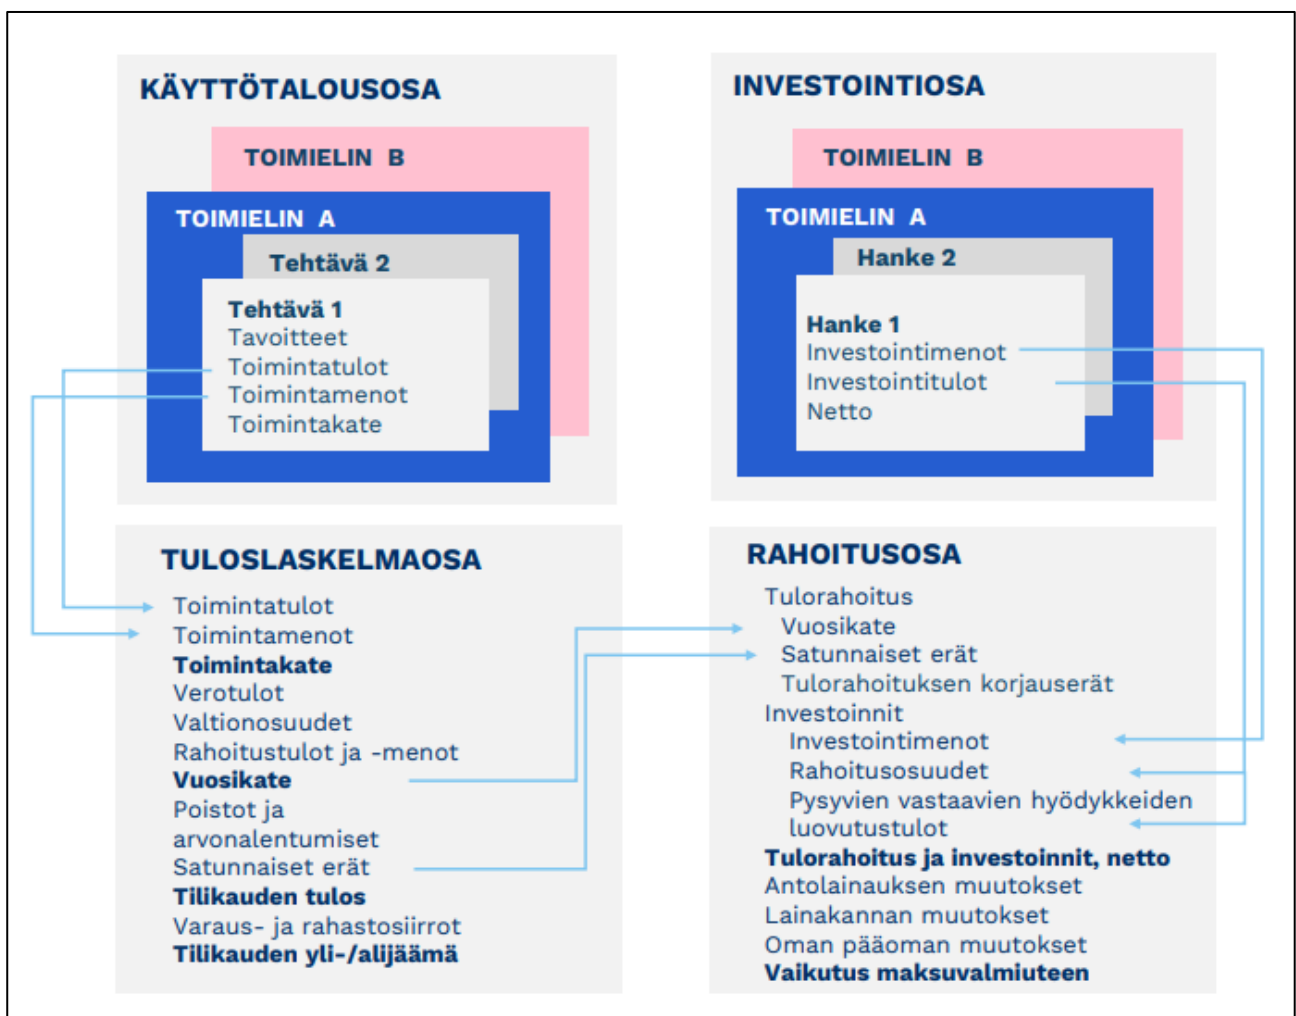 KÄYTTÖTALOUSOSA
TOIMIELIN B
TOIMIELIN A
Tehtävä 2
Tehtävä 1
Tavoitteet
Toimintatulot
Toimintamenot
Toimintakate
INVESTOINTIOSA
TOIMIELIN B
TOIMIELIN A
Hanke 2
Hanke 1
Investointimenot
Investointitulot
Netto
TULOSLASKELMAOSA
Toimintatulot
Toimintamenot
Toimintakate
Verotulot
Valtionosuudet
Rahoitustulot ja -menot
Vuosikate
Poistot ja
arvonalentumiset
Satunnaiset erät
Tilikauden tulos
Varaus- ja rahastosiirrot
Tilikauden yli-/alijäämä
RAHOITUSOSA
Tulorahoitus
Vuosikate
Satunnaiset erät
Tulorahoituksen korjauserät
Investoinnit
Investointimenot
Rahoitusosuudet
Pysyvien vastaavien hyödykkeiden
luovutustulot
Tulorahoitus ja investoinnit, netto
Antolainauksen muutokset
Lainakannan muutokset
Oman pääoman muutokset
Vaikutus maksuvalmiuteen